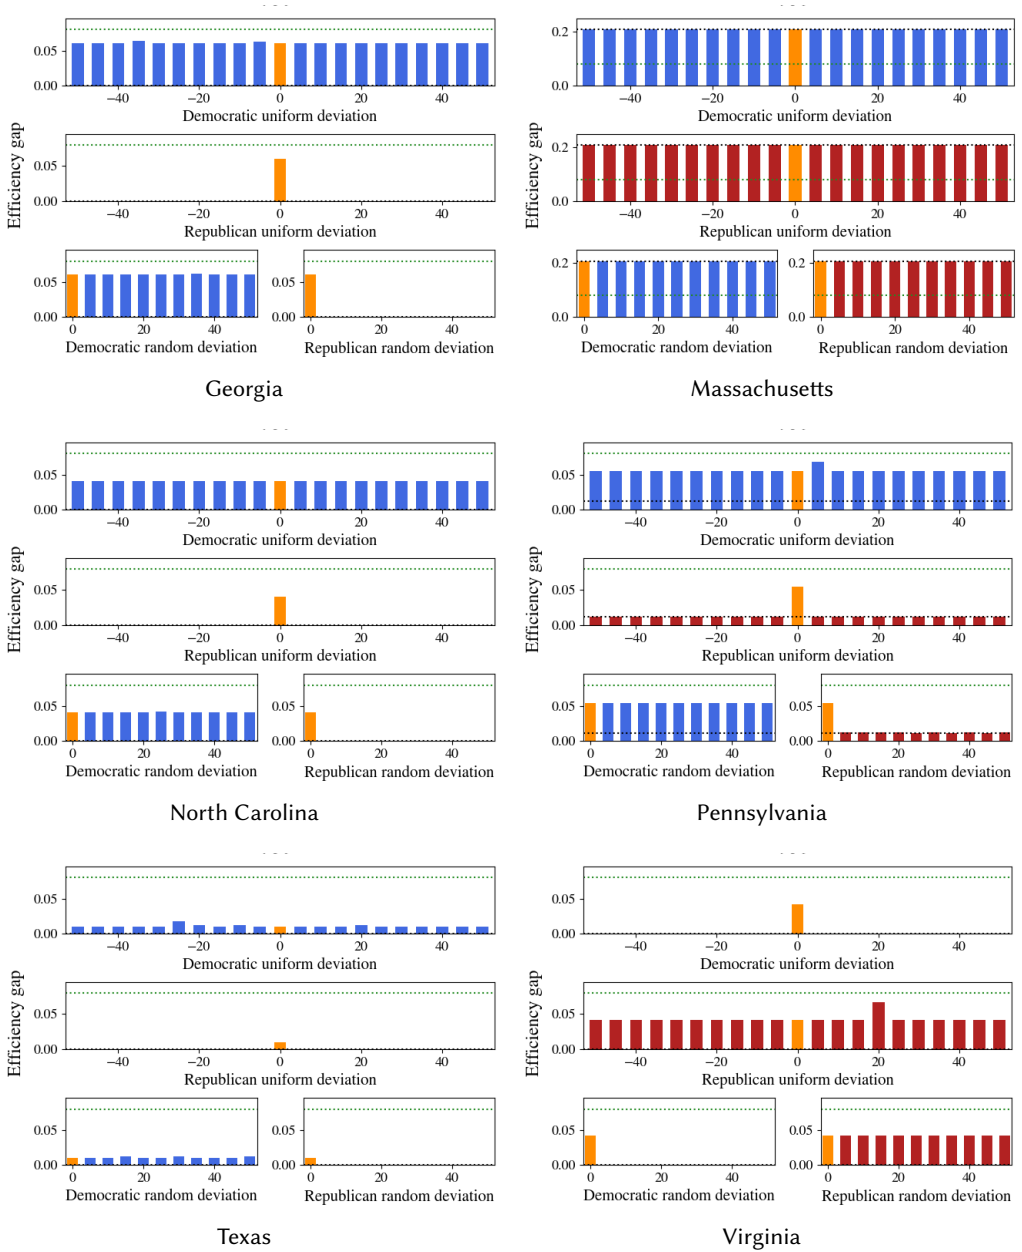 0.05
0.00
−40 −20 0 20 40
Democratic uniform deviation
Efficiency gap
0.05
0.00
−40 −20 0 20 40
Republican uniform deviation
0.05
0.00
0 20 40
Democratic random deviation
0.05
0.00
0 20 40
Republican random deviation
Georgia
0.2
0.0
−40 −20 0 20 40
Democratic uniform deviation
Efficiency gap
0.2
0.0
−40 −20 0 20 40
Republican uniform deviation
0.2
0.0
0 20 40
Democratic random deviation
0.2
0.0
0 20 40
Republican random deviation
Massachusetts
0.05
0.00
−40 −20 0 20 40
Democratic uniform deviation
Efficiency gap
0.05
0.00
−40 −20 0 20 40
Republican uniform deviation
0.05
0.00
0 20 40
Democratic random deviation
0.05
0.00
0 20 40
Republican random deviation
North Carolina
0.05
0.00
−40 −20 0 20 40
Democratic uniform deviation
Efficiency gap
0.05
0.00
−40 −20 0 20 40
Republican uniform deviation
0.05
0.00
0 20 40
Democratic random deviation
0.05
0.00
0 20 40
Republican random deviation
Pennsylvania
0.05
0.00
−40 −20 0 20 40
Democratic uniform deviation
Efficiency gap
0.05
0.00
−40 −20 0 20 40
Republican uniform deviation
0.05
0.00
0 20 40
Democratic random deviation
0.05
0.00
0 20 40
Republican random deviation
Texas
0.05
0.00
−40 −20 0 20 40
Democratic uniform deviation
Efficiency gap
0.05
0.00
−40 −20 0 20 40
Republican uniform deviation
0.05
0.00
0 20 40
Democratic random deviation
0.05
0.00
0 20 40
Republican random deviation
Virginia